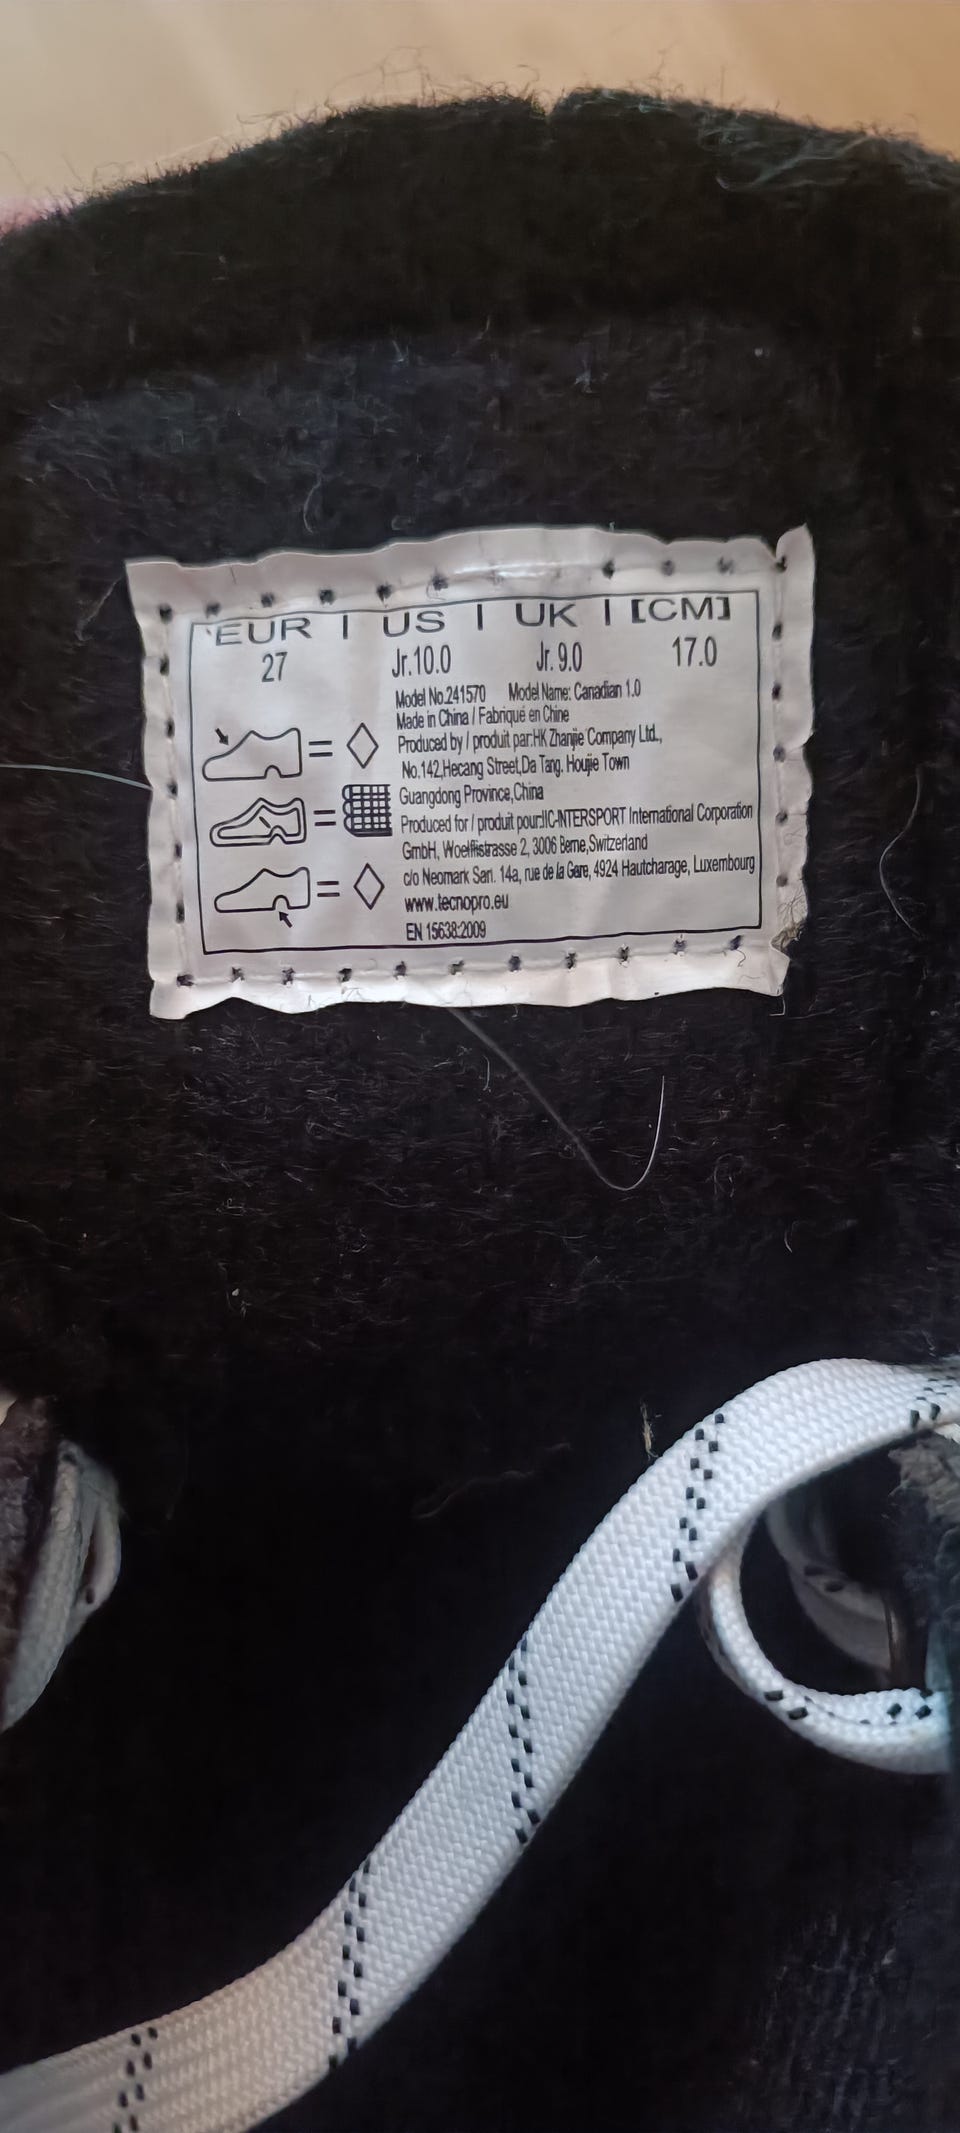 EUR | US | UK | [CM]
27 Jr.10.0 Jr. 9.0 17.0
Model No.241570 Model Name: Canadian 1.0
Made in China / Fabriqué en Chine
Produced by / produit par:HK Zhanjie Company Ltd.,
No.142,Hecang Street,Da Tang. Houjie Town
Guangdong Province,China
Produced for / produit pour:IIC-INTERSPORT International Corporation
GmbH, Woelflistrasse 2, 3006 Berne,Switzerland
c/o Neomark Sarl. 14a, rue de la Gare, 4924 Hautcharage, Luxembourg
www.tecnopro.eu
EN 15638:2009